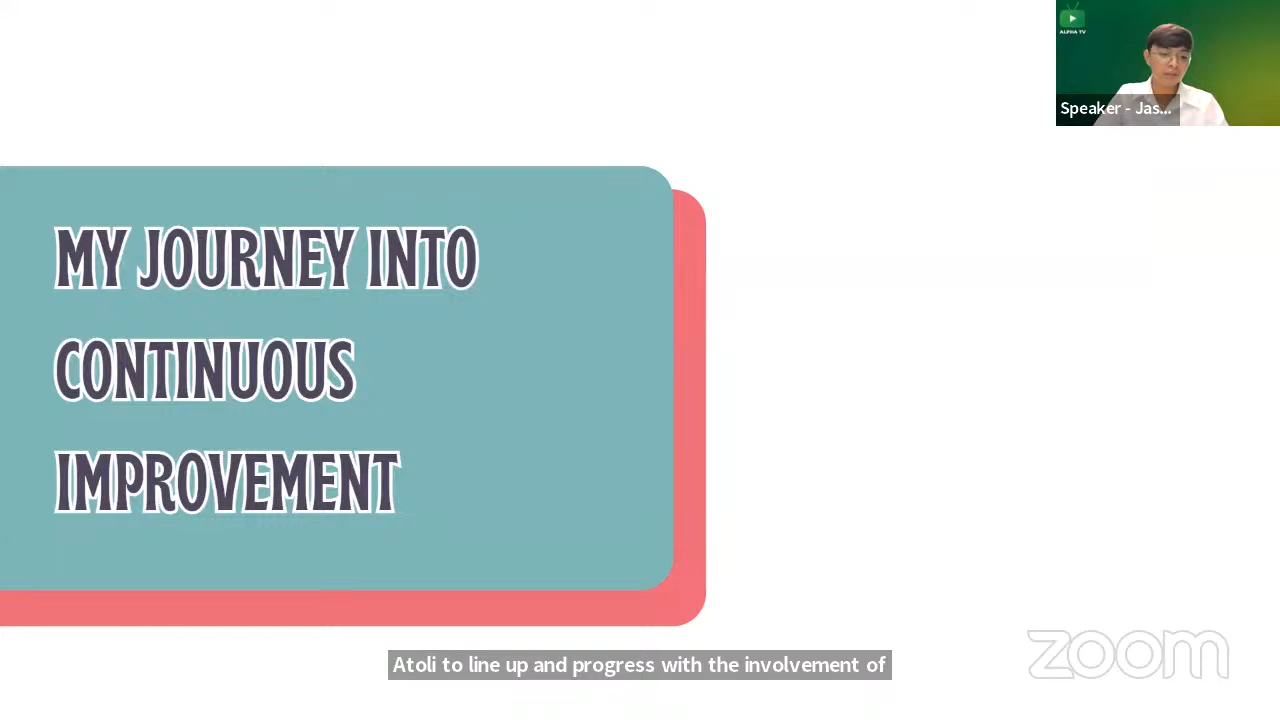 ALPHA TV
Speaker - Jas...
MY JOURNEY INTO
CONTINUOUS
IMPROVEMENT
Atoli to line up and progress with the involvement of
zoom